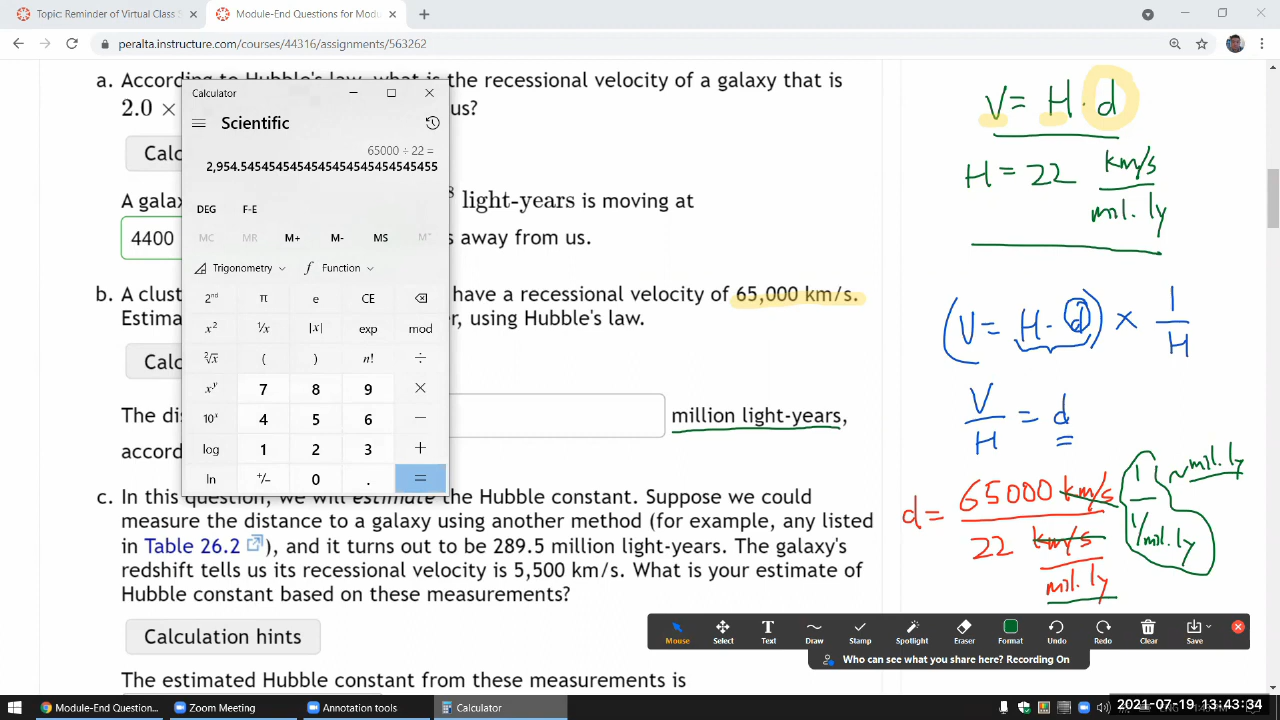 Topic: Reminder of Virtual Class S
Module-End Questions for Modu
peralta.instructure.com/courses/44316/assignments/563262
a. According to Hubble's law, what is the recessional velocity of a galaxy that is
2.0 ×
us?
Calculator
Scientific
65000 ÷ 22 =
2,954.5454545454545454545454545455
DEG
F-E
MC
MR
M+
M-
MS
M˅
Trigonometry
Function
2ⁿᵈ
π
e
CE
x²
¹/x
|x|
exp
mod
²√x
(
)
n!
÷
xʸ
7
8
9
×
10ˣ
4
5
6
−
log
1
2
3
+
ln
+/−
0
.
=
Calc
A galax
8 light-years is moving at
4400
s away from us.
b. A clust
have a recessional velocity of 65,000 km/s.
Estima
r, using Hubble's law.
Calc
The di
million light-years,
accor
c. In this question, we will estimate the Hubble constant. Suppose we could
measure the distance to a galaxy using another method (for example, any listed
in Table 26.2), and it turns out to be 289.5 million light-years. The galaxy's
redshift tells us its recessional velocity is 5,500 km/s. What is your estimate of
Hubble constant based on these measurements?
Calculation hints
The estimated Hubble constant from these measurements is
V = H · d
H = 22 km/s
mil. ly
(V = H · d) × 1
H
V
H
= d
d = 65000 km/s
22 km/s
mil. ly
1
1/mil. ly
~ mil. ly
Mouse
Select
Text
Draw
Stamp
Spotlight
Eraser
Format
Undo
Redo
Clear
Save
Who can see what you share here? Recording On
Module-End Question...
Zoom Meeting
Annotation tools
Calculator
2021-07-19 13:43:34